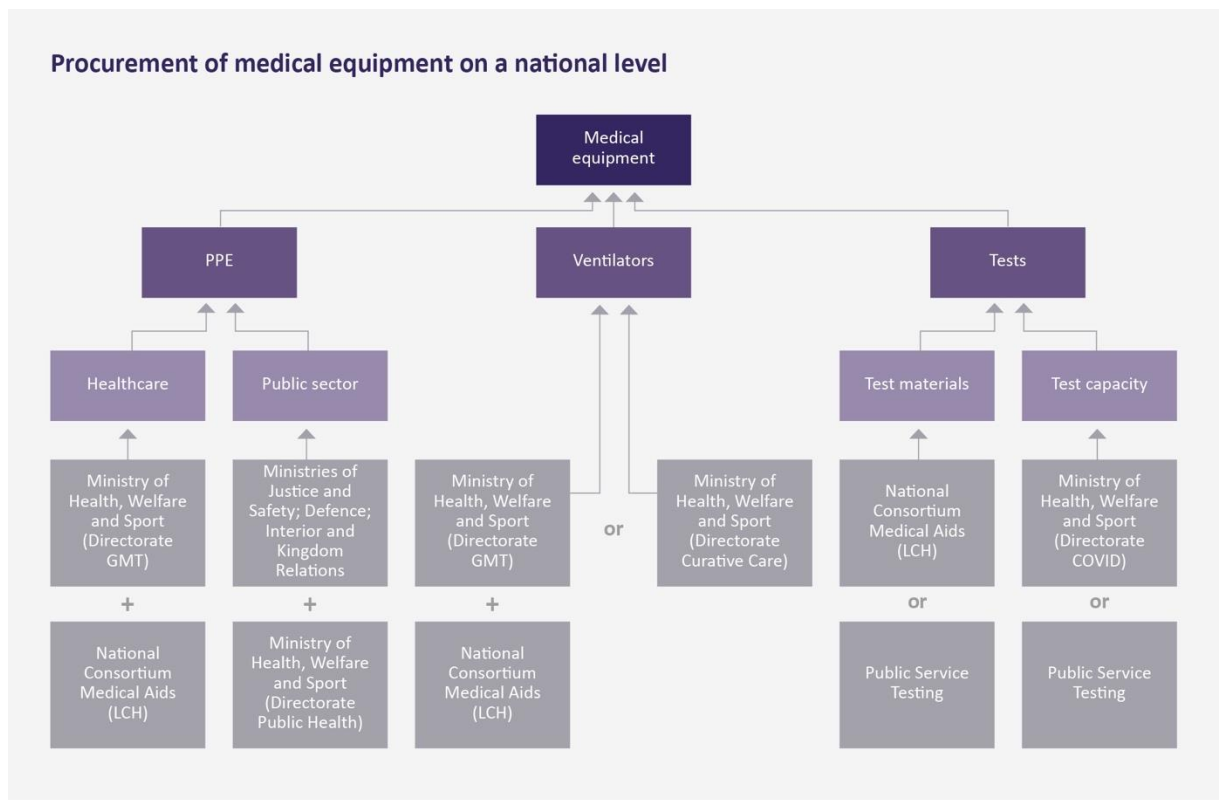 Procurement of medical equipment on a national level
Medical
equipment
PPE
Ventilators
Tests
Healthcare
Public sector
Test materials
Test capacity
Ministry of
Health, Welfare
and Sport
(Directorate
GMT)
Ministries of
Justice and
Safety; Defence;
Interior and
Kingdom
Relations
Ministry of
Health, Welfare
and Sport
(Directorate
GMT)
or
Ministry of
Health, Welfare
and Sport
(Directorate
Curative Care)
National
Consortium
Medical Aids
(LCH)
Ministry of
Health, Welfare
and Sport
(Directorate
COVID)
+
+
+
or
or
National
Consortium
Medical Aids
(LCH)
Ministry of
Health, Welfare
and Sport
(Directorate
Public Health)
National
Consortium
Medical Aids
(LCH)
Public Service
Testing
Public Service
Testing